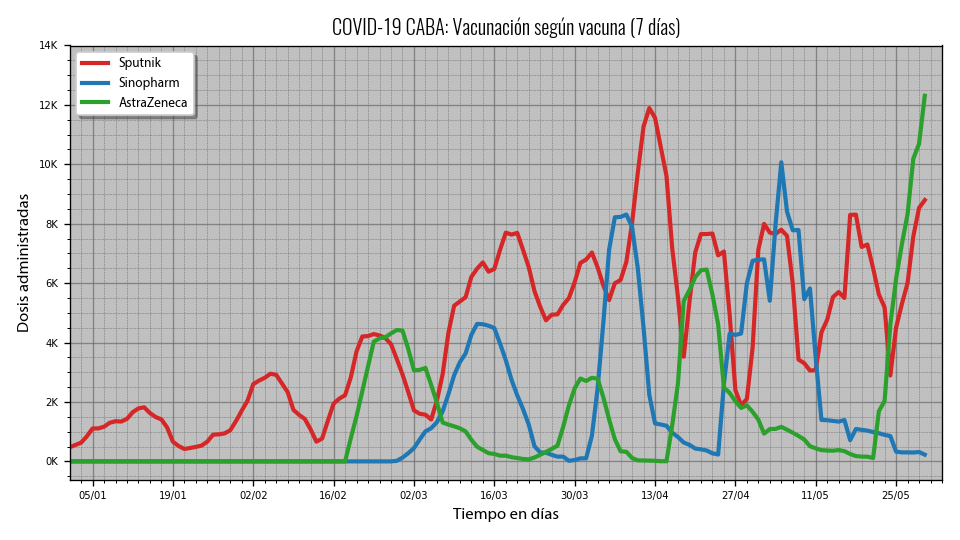 COVID-19 CABA: Vacunación según vacuna (7 días)
Sputnik
Sinopharm
AstraZeneca
14K
12K
10K
8K
6K
4K
2K
0K
Dosis administradas
05/01 19/01 02/02 16/02 02/03 16/03 30/03 13/04 27/04 11/05 25/05
Tiempo en días